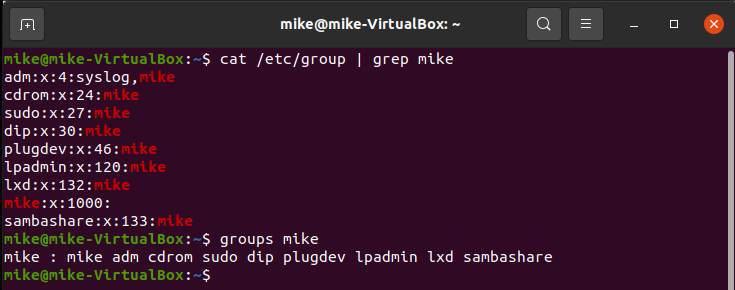 mike@mike-VirtualBox: ~
mike@mike-VirtualBox:~$ cat /etc/group | grep mike
adm:x:4:syslog,mike
cdrom:x:24:mike
sudo:x:27:mike
dip:x:30:mike
plugdev:x:46:mike
lpadmin:x:120:mike
lxd:x:132:mike
mike:x:1000:
sambashare:x:133:mike
mike@mike-VirtualBox:~$ groups mike
mike : mike adm cdrom sudo dip plugdev lpadmin lxd sambashare
mike@mike-VirtualBox:~$